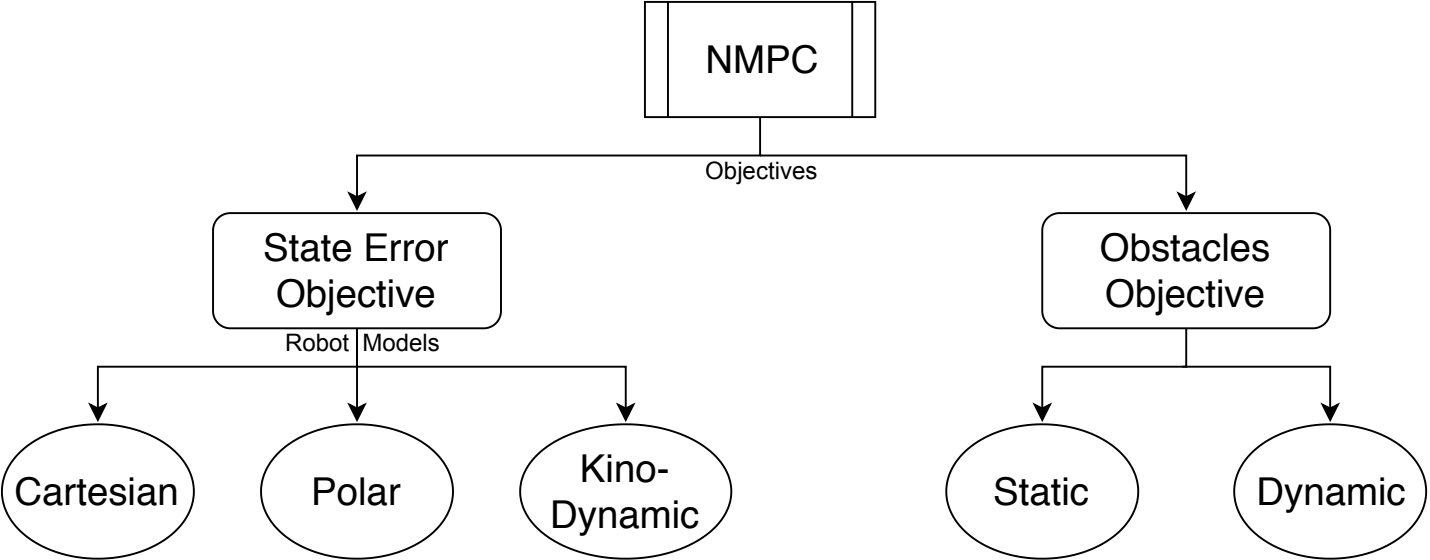 NMPC
Objectives
State Error
Objective
Obstacles
Objective
Robot Models
Cartesian
Polar
Kino-
Dynamic
Static
Dynamic